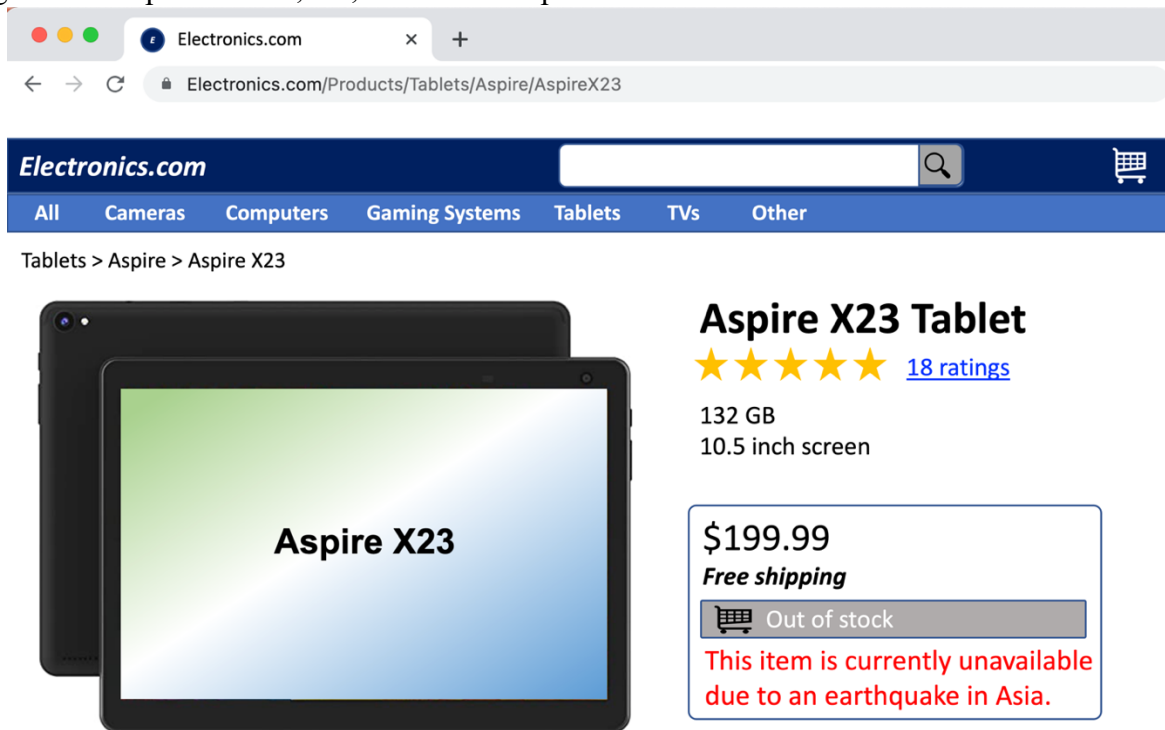 Electronics.com
Electronics.com/Products/Tablets/Aspire/AspireX23
Electronics.com
All Cameras Computers Gaming Systems Tablets TVs Other
Tablets > Aspire > Aspire X23
Aspire X23 Tablet
18 ratings
132 GB
10.5 inch screen
Aspire X23
$199.99
Free shipping
Out of stock
This item is currently unavailable
due to an earthquake in Asia.